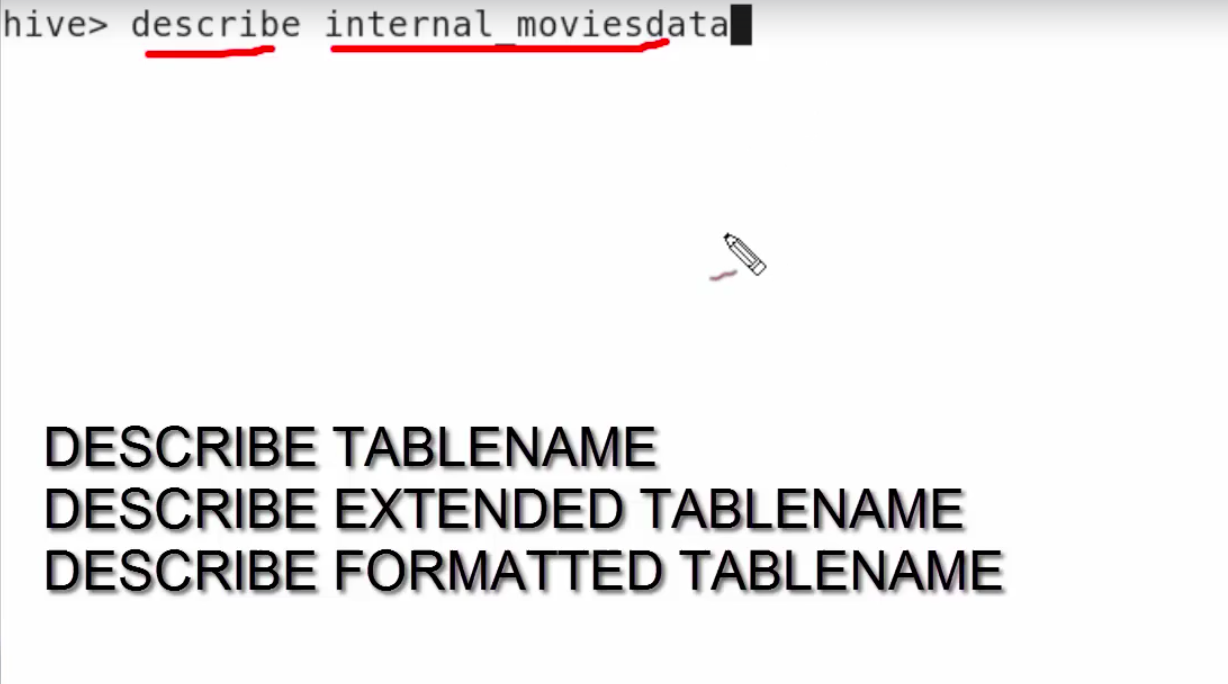 hive> describe internal_moviesdata
DESCRIBE TABLENAME
DESCRIBE EXTENDED TABLENAME
DESCRIBE FORMATTED TABLENAME